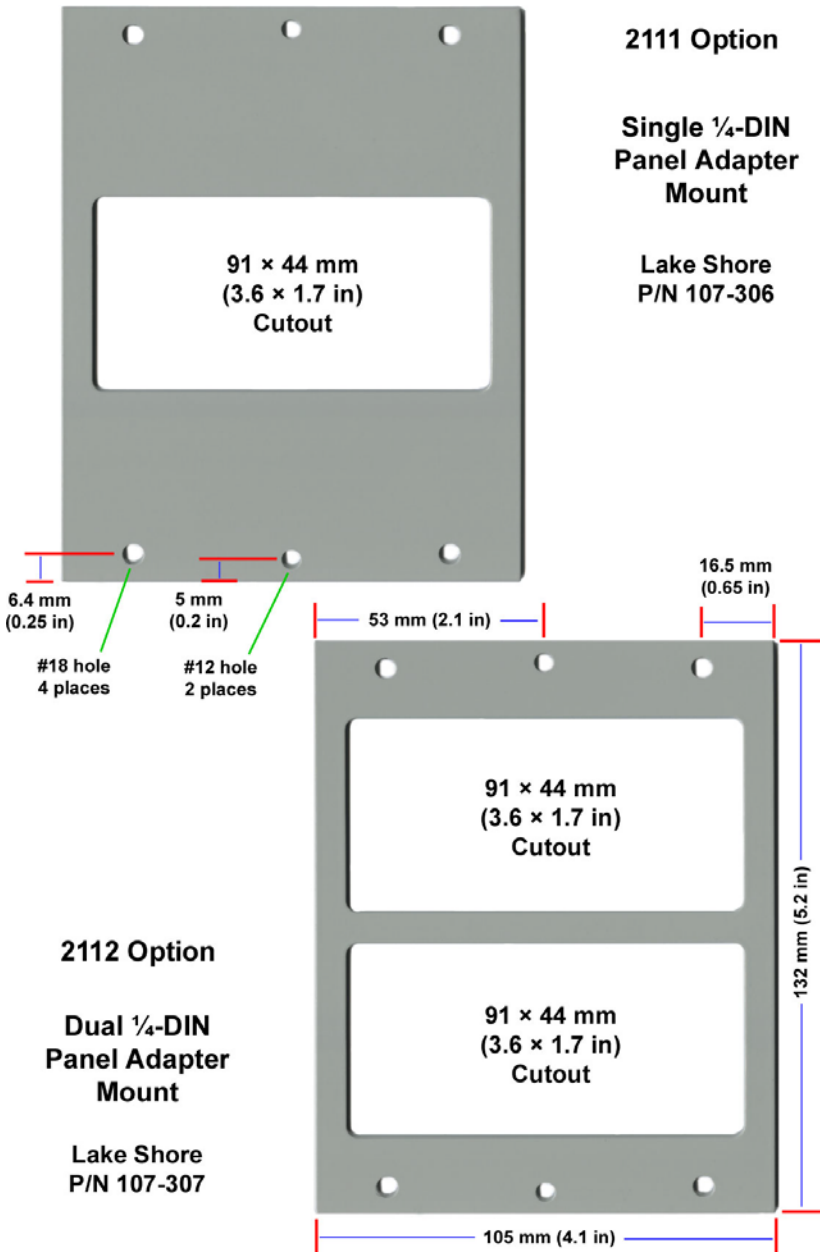 2111 Option
Single ¼-DIN
Panel Adapter
Mount
Lake Shore
P/N 107-306
91 × 44 mm
(3.6 × 1.7 in)
Cutout
6.4 mm
(0.25 in)
5 mm
(0.2 in)
#18 hole
4 places
#12 hole
2 places
16.5 mm
(0.65 in)
53 mm (2.1 in)
91 × 44 mm
(3.6 × 1.7 in)
Cutout
91 × 44 mm
(3.6 × 1.7 in)
Cutout
132 mm (5.2 in)
105 mm (4.1 in)
2112 Option
Dual ¼-DIN
Panel Adapter
Mount
Lake Shore
P/N 107-307